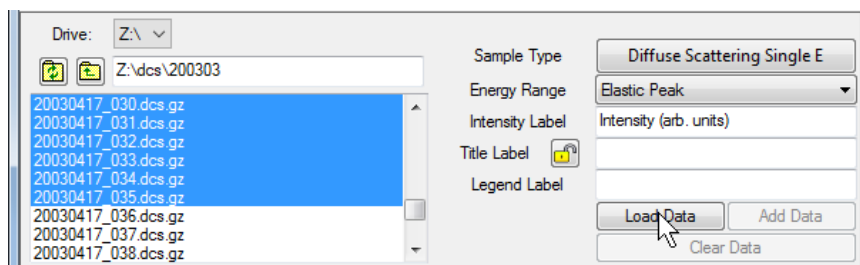 Drive: Z:\
Z:\dcs\200303
20030417_030.dcs.gz
20030417_031.dcs.gz
20030417_032.dcs.gz
20030417_033.dcs.gz
20030417_034.dcs.gz
20030417_035.dcs.gz
20030417_036.dcs.gz
20030417_037.dcs.gz
20030417_038.dcs.gz
Sample Type Diffuse Scattering Single E
Energy Range Elastic Peak
Intensity Label Intensity (arb. units)
Title Label
Legend Label
Load Data Add Data
Clear Data